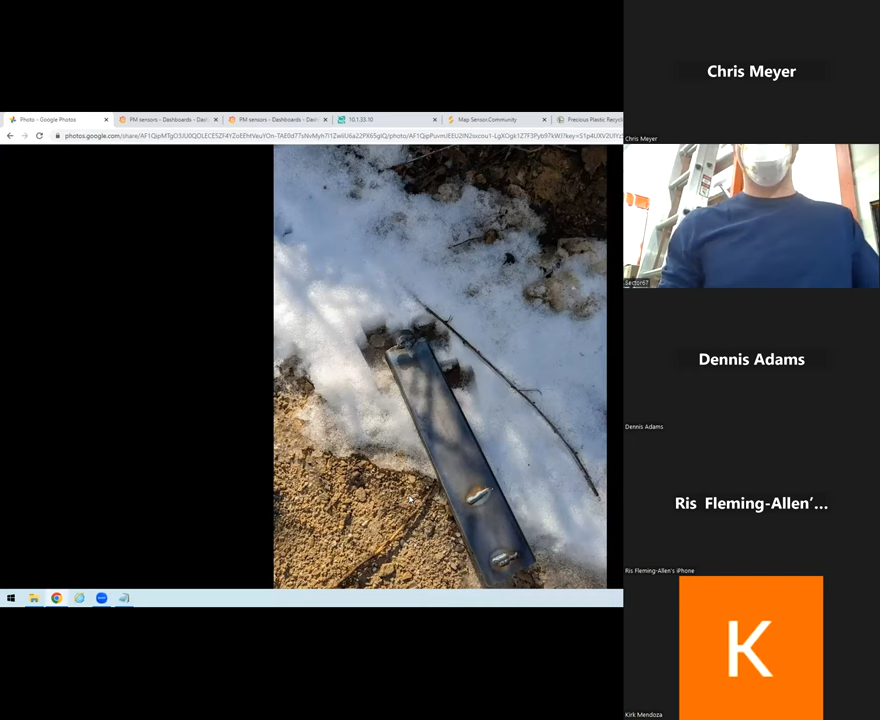 Photo - Google Photos
PM sensors - Dashboards - Dash
PM sensors - Dashboards - Dash
10.1.33.10
Map Sensor.Community
Precious Plastic Recycl
Chris Meyer
Chris Meyer
Sector67
Dennis Adams
Dennis Adams
Ris Fleming-Allen'...
Ris Fleming-Allen's iPhone
K
Kirk Mendoza